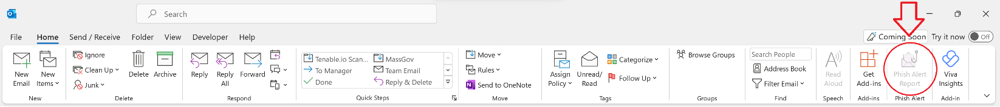 Search
File Home Send / Receive Folder View Developer Help Coming Soon Try it now Off
New Email
New Items
New
Ignore
Clean Up
Junk
Delete
Archive
Delete
Reply
Reply All
Forward
Respond
Tenable.io Scan... MassGov
To Manager Team Email
Done Reply & Delete
Quick Steps
Move
Rules
Send to OneNote
Move
Assign Policy
Unread/ Read
Categorize
Follow Up
Tags
Browse Groups
Groups
Search People
Address Book
Filter Email
Find
Read Aloud
Speech
Get Add-ins
Add-ins
Phish Alert Report
Phish Alert
Viva Insights
Add-in